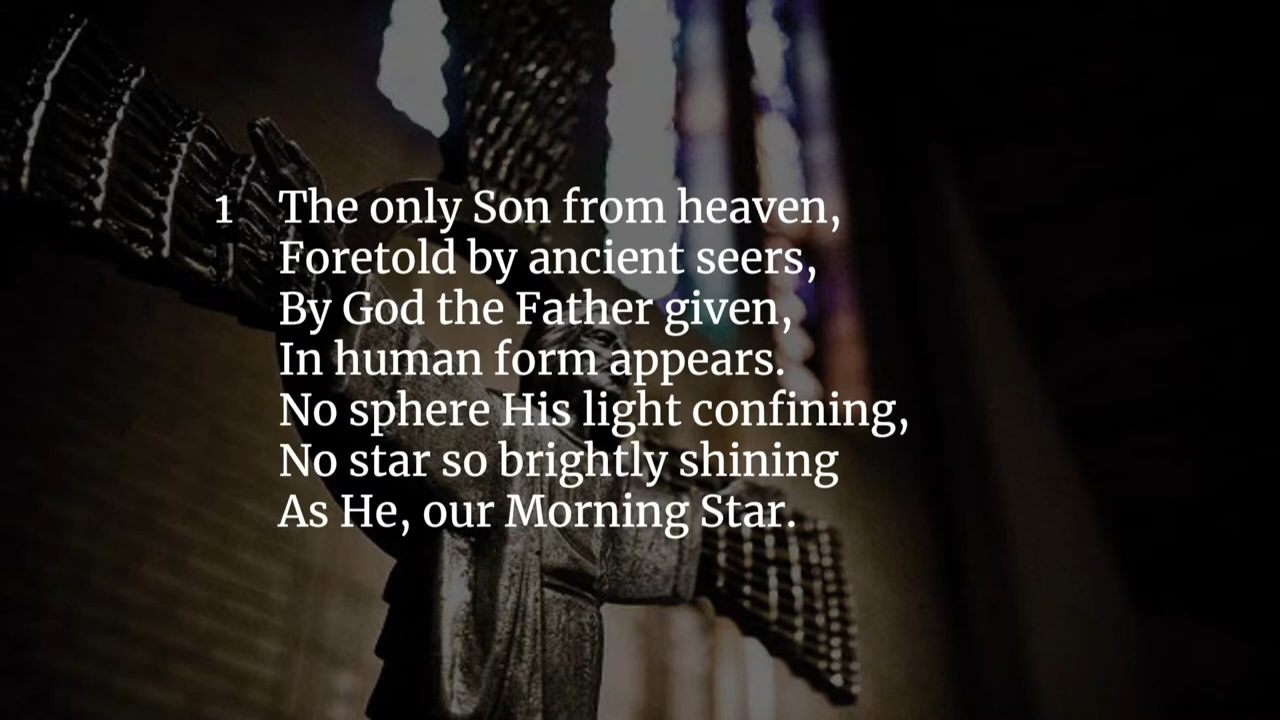 1 The only Son from heaven,
Foretold by ancient seers,
By God the Father given,
In human form appears.
No sphere His light confining,
No star so brightly shining
As He, our Morning Star.